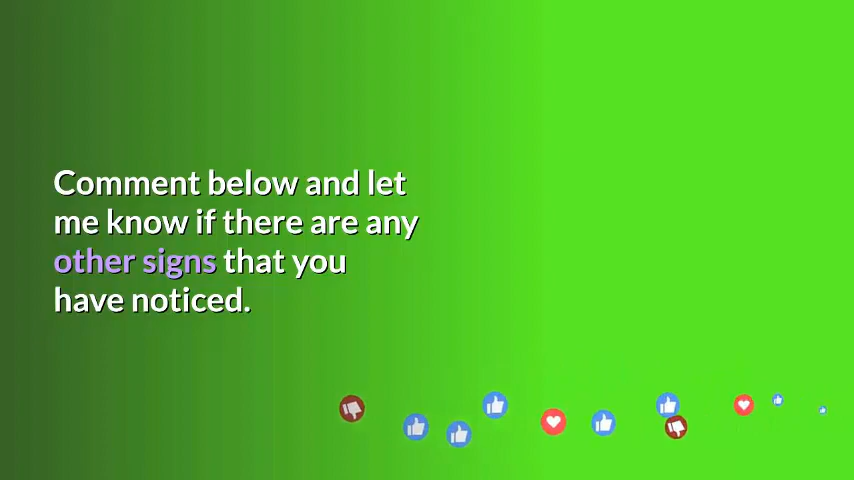 Comment below and let
me know if there are any
other signs that you
have noticed.